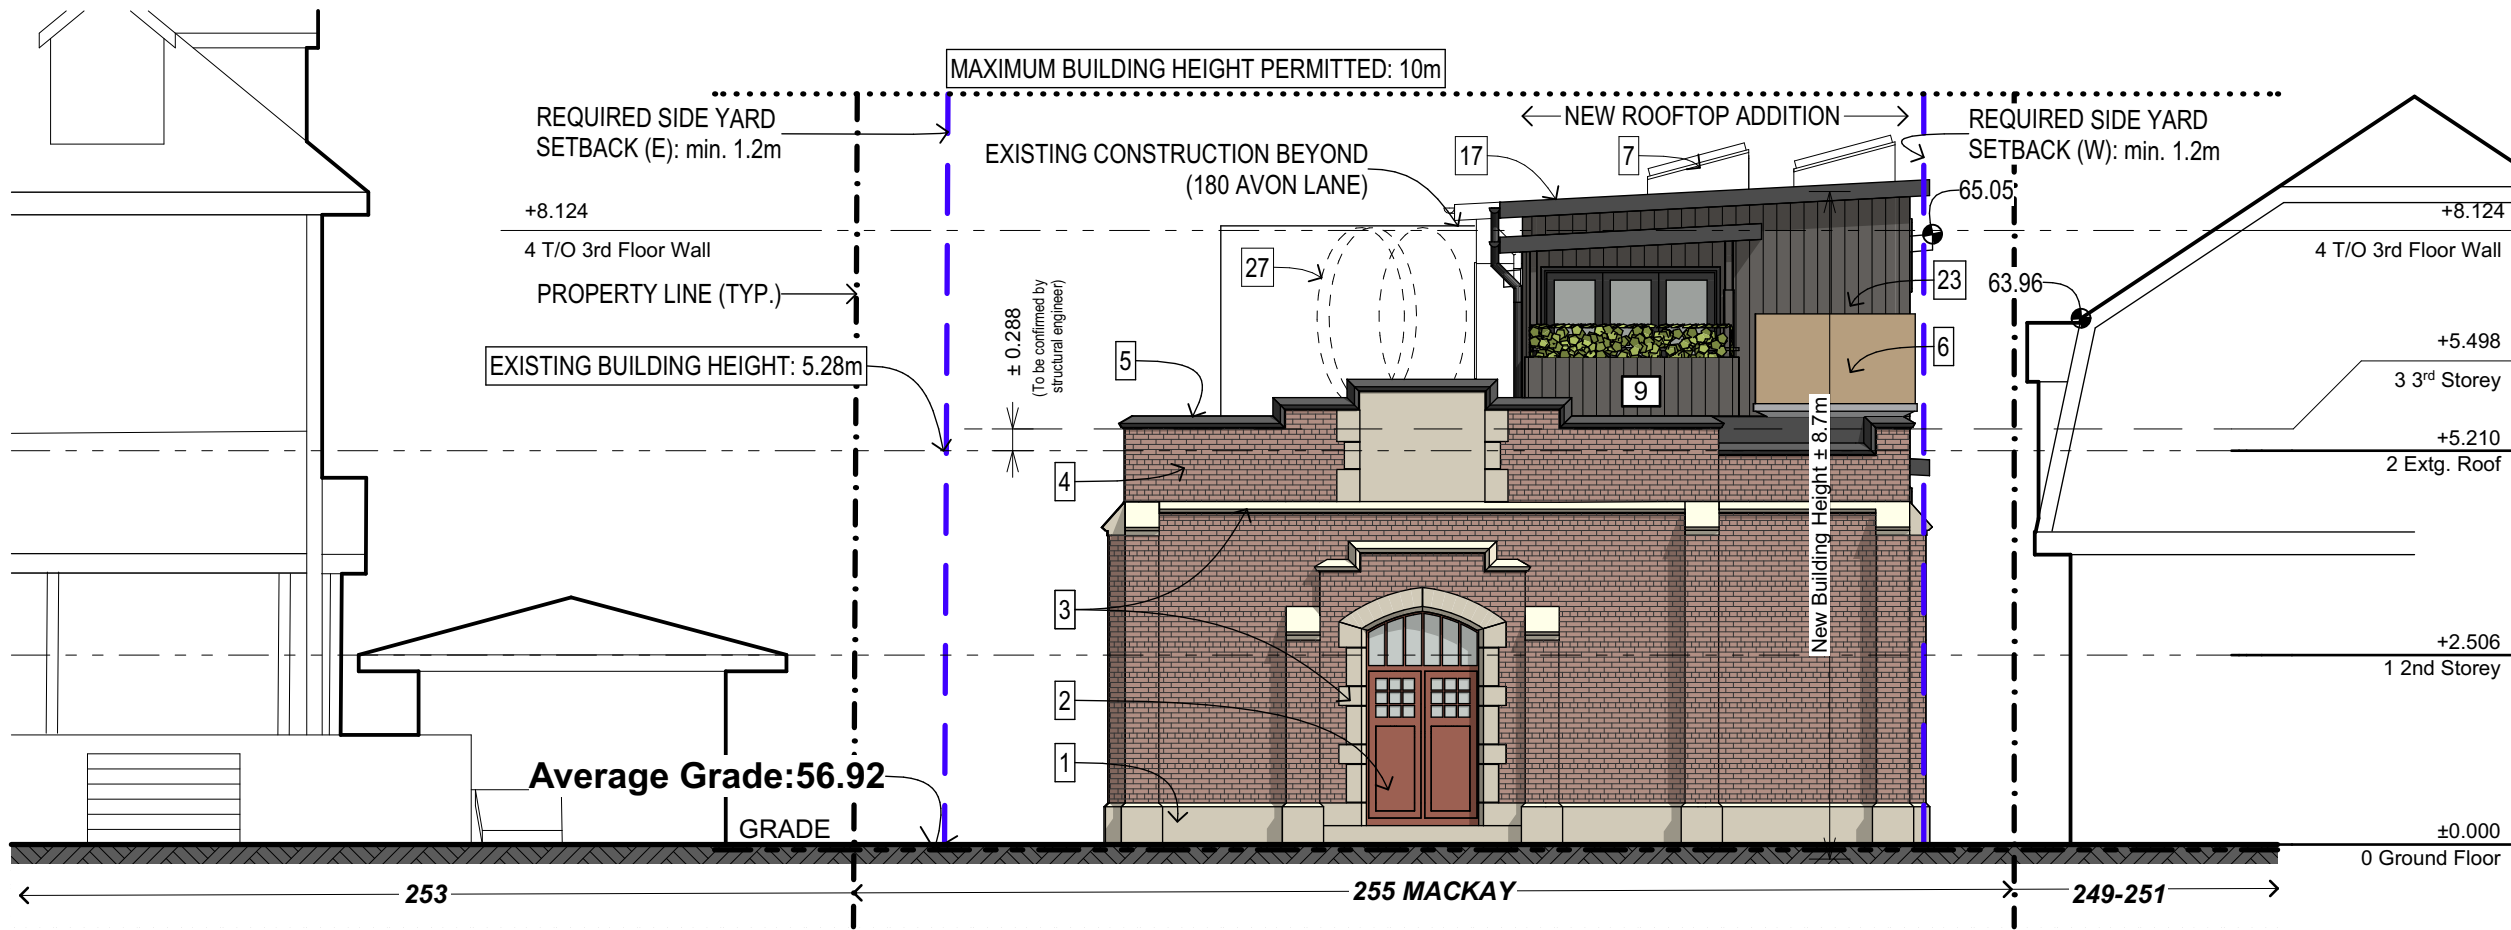 MAXIMUM BUILDING HEIGHT PERMITTED: 10m
REQUIRED SIDE YARD
SETBACK (E): min. 1.2m
NEW ROOFTOP ADDITION
REQUIRED SIDE YARD
SETBACK (W): min. 1.2m
EXISTING CONSTRUCTION BEYOND
(180 AVON LANE)
17
7
65.05
+8.124
4 T/O 3rd Floor Wall
+8.124
4 T/O 3rd Floor Wall
PROPERTY LINE (TYP.)
27
23
63.96
± 0.288
(To be confirmed by
structural engineer)
EXISTING BUILDING HEIGHT: 5.28m
5
6
9
+5.498
3 3rd Storey
New Building Height ± 8.7m
+5.210
2 Extg. Roof
4
3
+2.506
1 2nd Storey
2
1
Average Grade:56.92
GRADE
±0.000
0 Ground Floor
253
255 MACKAY
249-251